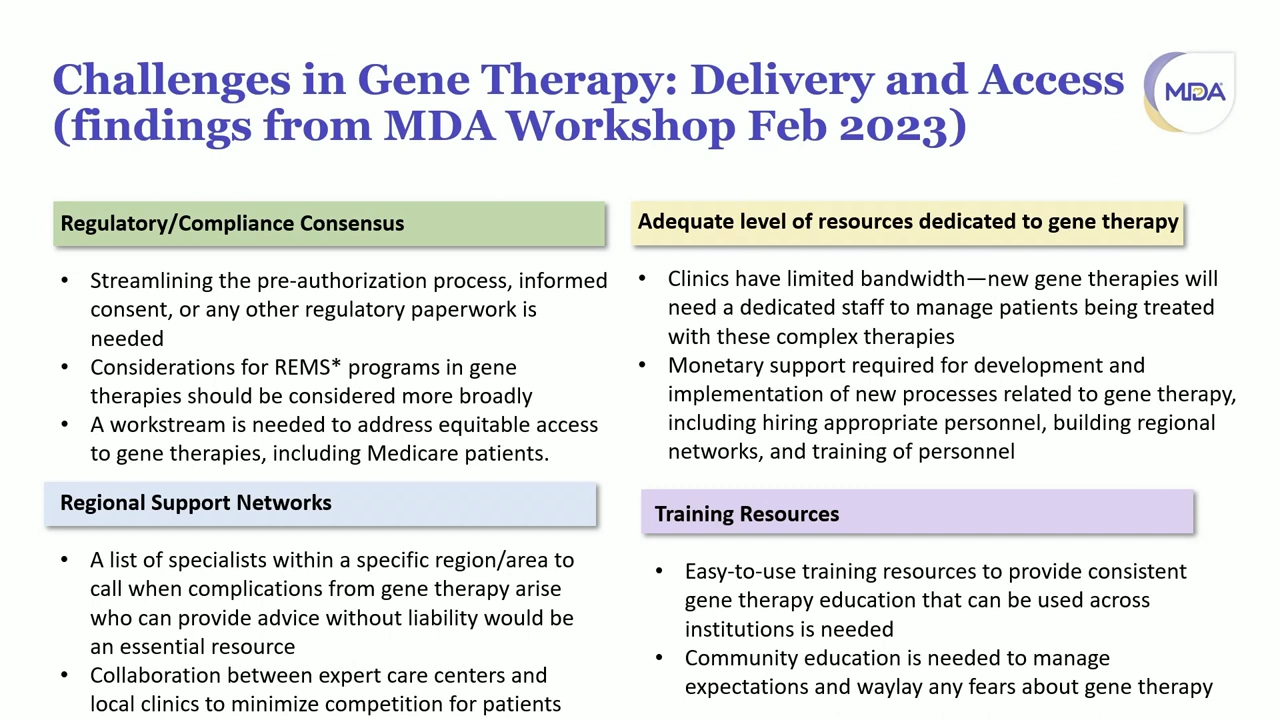 Challenges in Gene Therapy: Delivery and Access
(findings from MDA Workshop Feb 2023)
MDA
Regulatory/Compliance Consensus
• Streamlining the pre-authorization process, informed
consent, or any other regulatory paperwork is
needed
• Considerations for REMS* programs in gene
therapies should be considered more broadly
• A workstream is needed to address equitable access
to gene therapies, including Medicare patients.
Adequate level of resources dedicated to gene therapy
• Clinics have limited bandwidth—new gene therapies will
need a dedicated staff to manage patients being treated
with these complex therapies
• Monetary support required for development and
implementation of new processes related to gene therapy,
including hiring appropriate personnel, building regional
networks, and training of personnel
Regional Support Networks
• A list of specialists within a specific region/area to
call when complications from gene therapy arise
who can provide advice without liability would be
an essential resource
• Collaboration between expert care centers and
local clinics to minimize competition for patients
Training Resources
• Easy-to-use training resources to provide consistent
gene therapy education that can be used across
institutions is needed
• Community education is needed to manage
expectations and waylay any fears about gene therapy